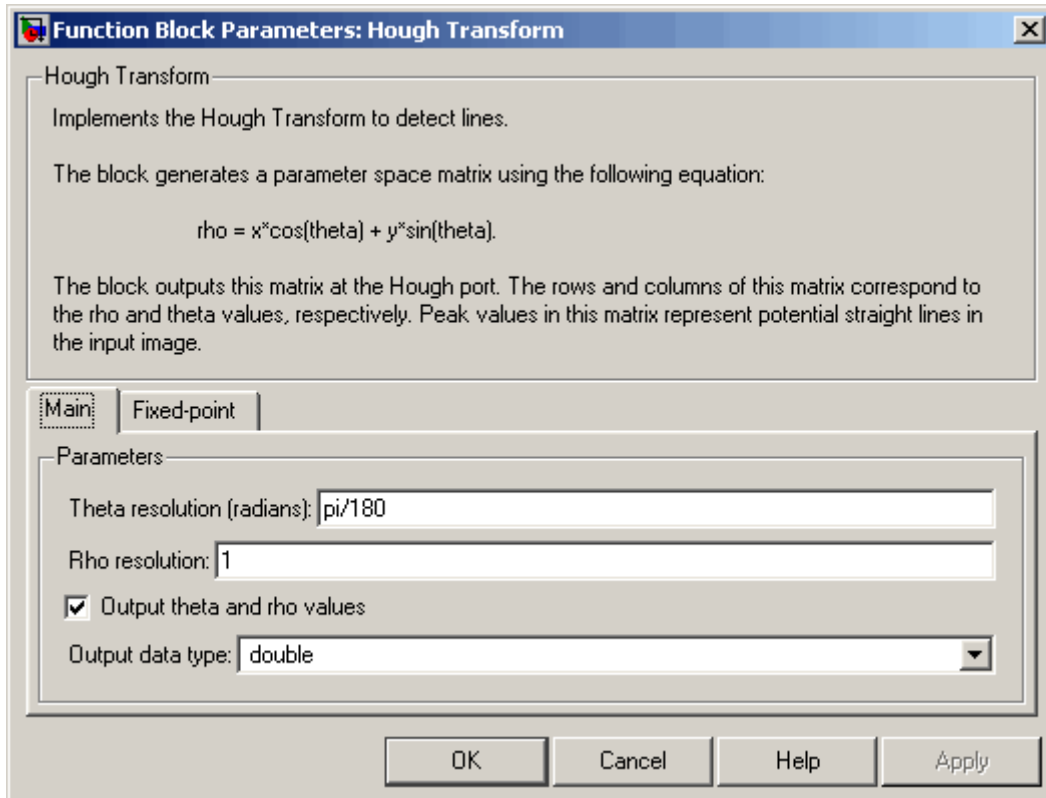 Function Block Parameters: Hough Transform
Hough Transform
Implements the Hough Transform to detect lines.
The block generates a parameter space matrix using the following equation:
rho = x*cos(theta) + y*sin(theta).
The block outputs this matrix at the Hough port. The rows and columns of this matrix correspond to
the rho and theta values, respectively. Peak values in this matrix represent potential straight lines in
the input image.
Main Fixed-point
Parameters
Theta resolution (radians): pi/180
Rho resolution: 1
Output theta and rho values
Output data type: double
OK Cancel Help Apply